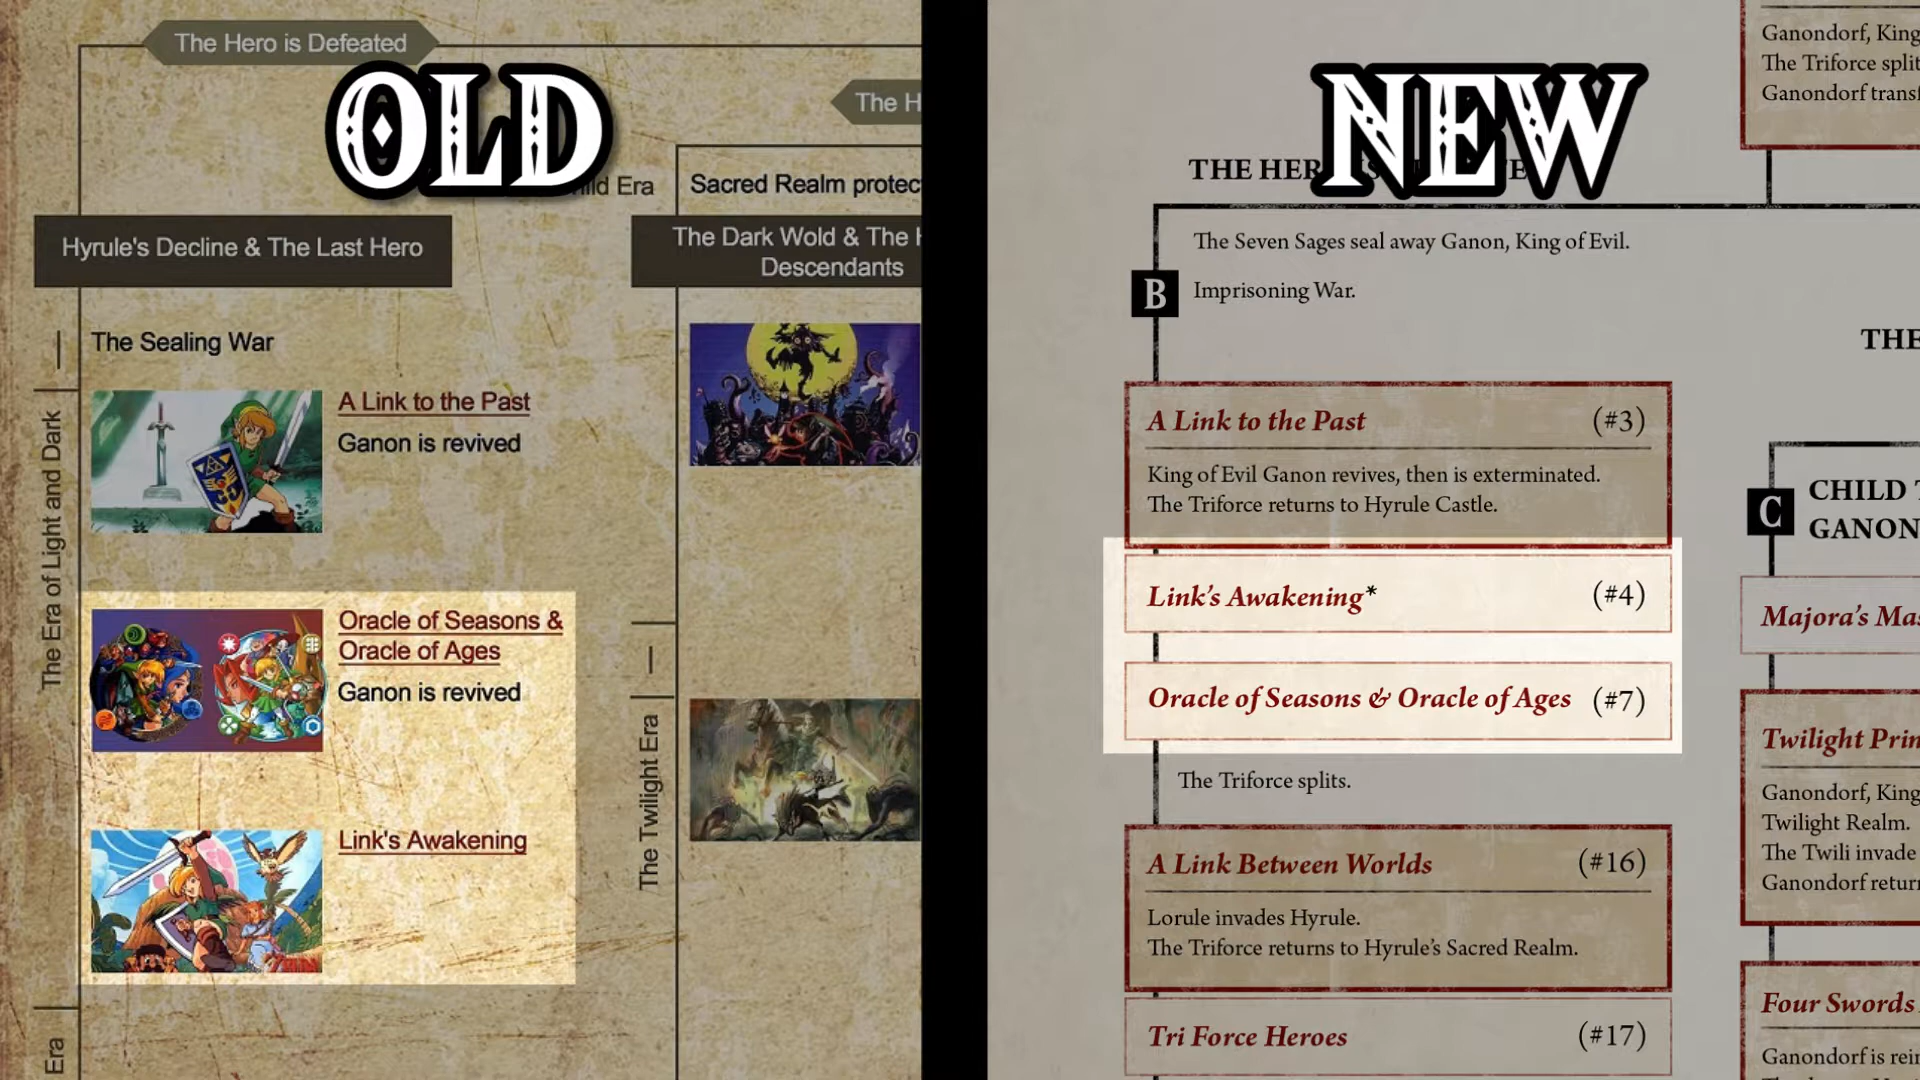 The Hero is Defeated
OLD
The H
ild Era
Sacred Realm protec
Hyrule's Decline & The Last Hero
The Dark Wold & The H
Descendants
The Sealing War
A Link to the Past
Ganon is revived
The Era of Light and Dark
Oracle of Seasons &
Oracle of Ages
Ganon is revived
Link's Awakening
The Twilight Era
Era
NEW
Ganondorf, King
The Triforce split
Ganondorf transf
THE HER
The Seven Sages seal away Ganon, King of Evil.
B
Imprisoning War.
THE
A Link to the Past (#3)
King of Evil Ganon revives, then is exterminated.
The Triforce returns to Hyrule Castle.
Link's Awakening* (#4)
Oracle of Seasons & Oracle of Ages (#7)
The Triforce splits.
A Link Between Worlds (#16)
Lorule invades Hyrule.
The Triforce returns to Hyrule's Sacred Realm.
Tri Force Heroes (#17)
C
CHILD T
GANON
Majora's Mas
Twilight Prin
Ganondorf, King
Twilight Realm.
The Twili invade
Ganondorf return
Four Swords
Ganondorf is rein